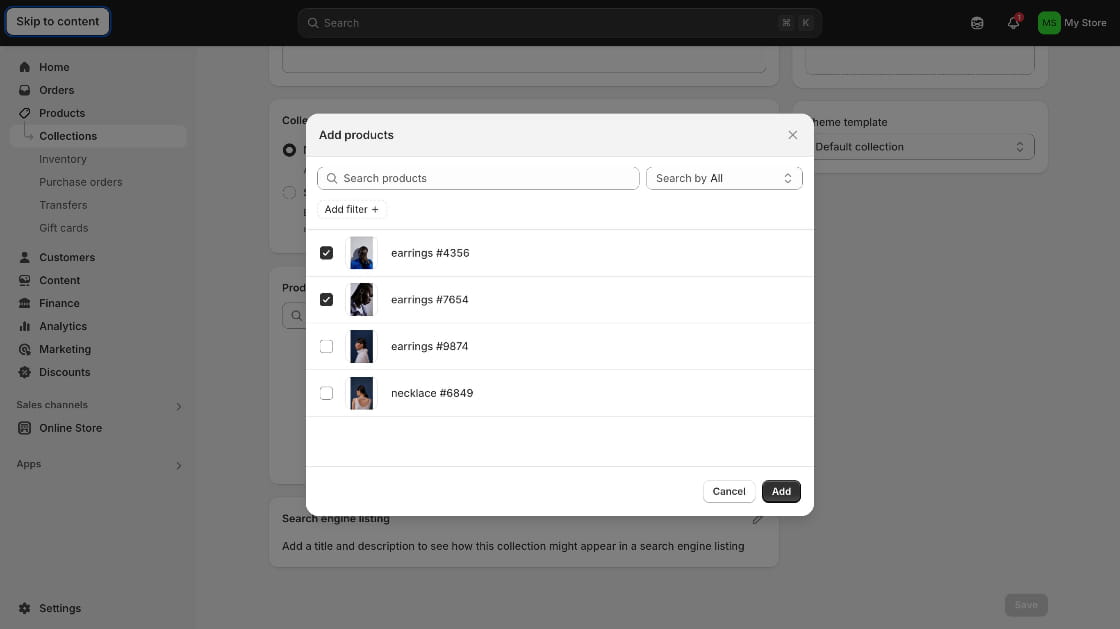 Skip to content
Search
⌘ K
1
MS My Store
Home
Orders
Products
Collections
Inventory
Purchase orders
Transfers
Gift cards
Customers
Content
Finance
Analytics
Marketing
Discounts
Sales channels
Online Store
Apps
Settings
Add products
Search products
Search by All
Add filter +
earrings #4356
earrings #7654
earrings #9874
necklace #6849
Cancel
Add
Default collection
Search engine listing
Add a title and description to see how this collection might appear in a search engine listing
Save